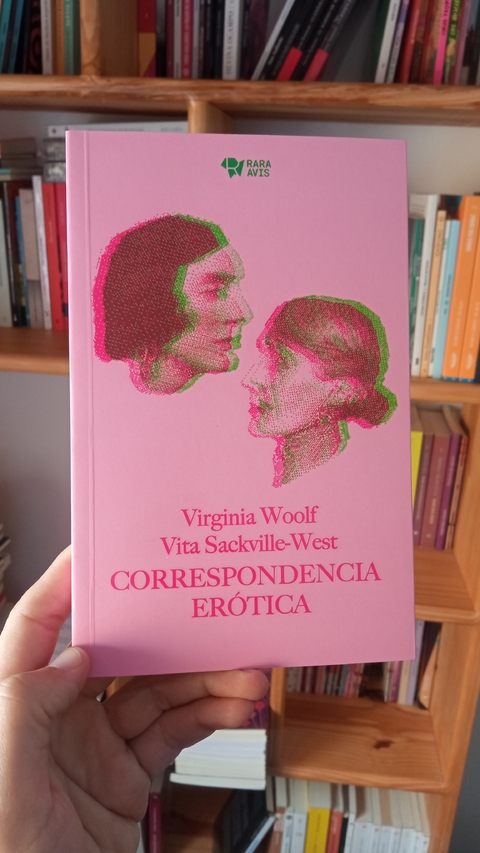 RARA
AVIS
Virginia Woolf
Vita Sackville-West
CORRESPONDENCIA
ERÓTICA